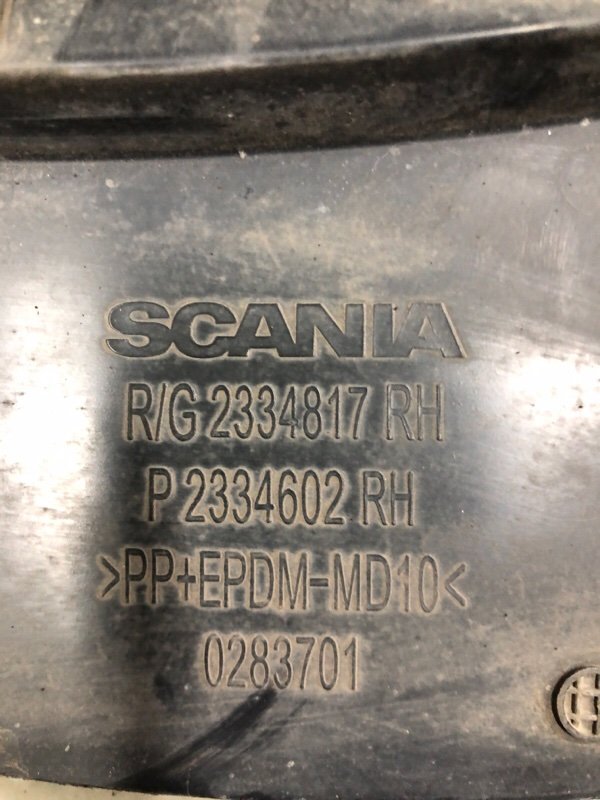 SCANIA
R/G 2334817 RH
P 2334602 RH
>PP+EPDM-MD10<
0283701